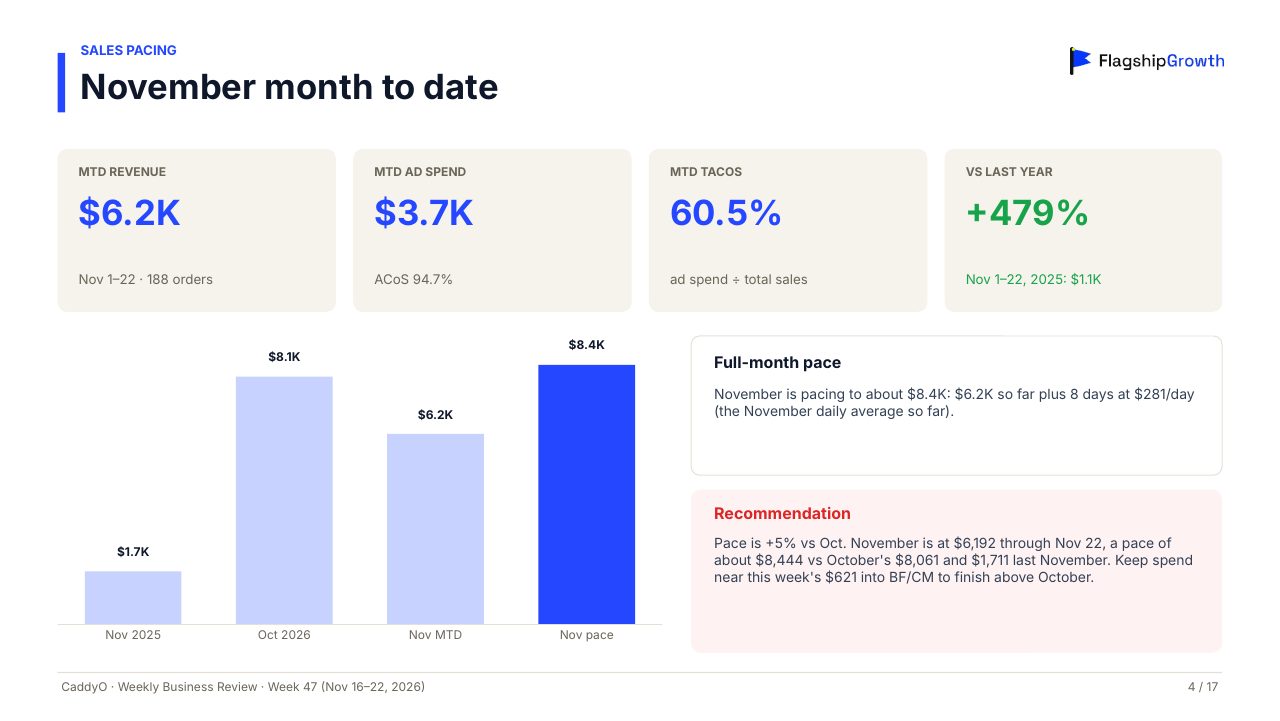 SALES PACING
November month to date
FlagshipGrowth
MTD REVENUE
$6.2K
Nov 1–22 · 188 orders
MTD AD SPEND
$3.7K
ACoS 94.7%
MTD TACOS
60.5%
ad spend ÷ total sales
VS LAST YEAR
+479%
Nov 1–22, 2025: $1.1K
$1.7K
$8.1K
$6.2K
$8.4K
Nov 2025
Oct 2026
Nov MTD
Nov pace
Full-month pace
November is pacing to about $8.4K: $6.2K so far plus 8 days at $281/day
(the November daily average so far).
Recommendation
Pace is +5% vs Oct. November is at $6,192 through Nov 22, a pace of
about $8,444 vs October's $8,061 and $1,711 last November. Keep spend
near this week's $621 into BF/CM to finish above October.
CaddyO · Weekly Business Review · Week 47 (Nov 16–22, 2026)
4 / 17